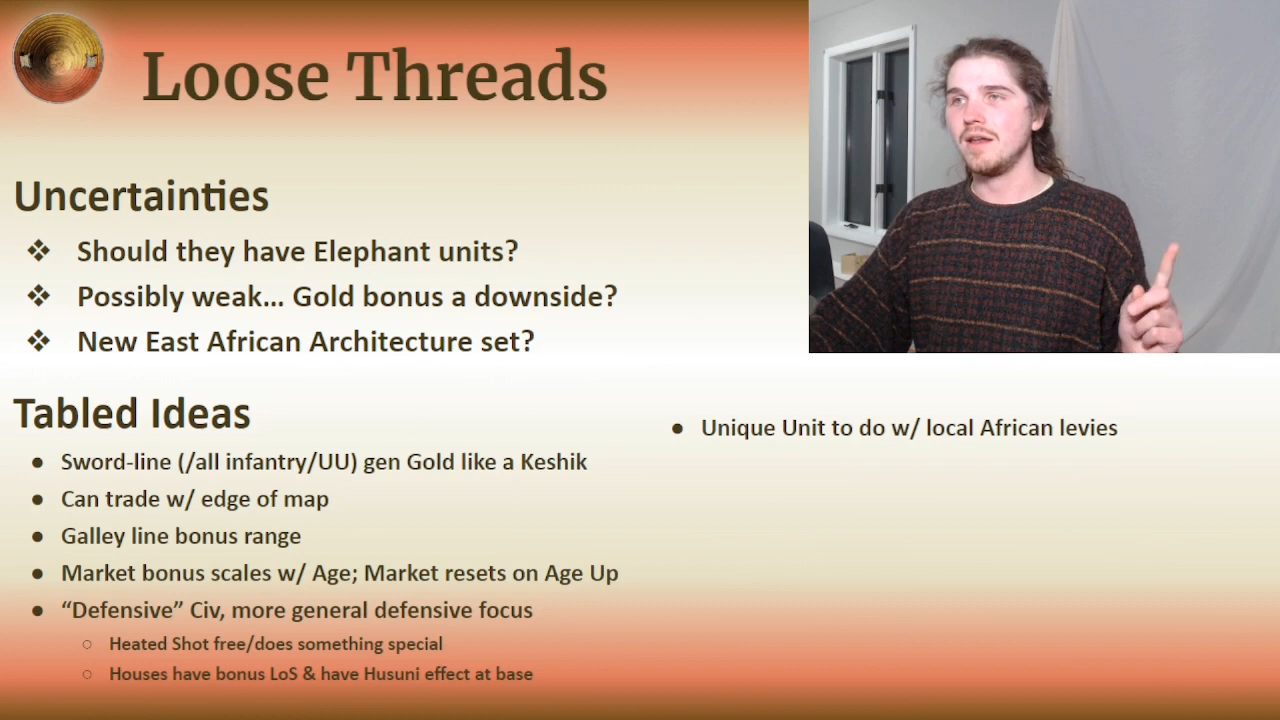 Loose Threads
Uncertainties
❖ Should they have Elephant units?
❖ Possibly weak... Gold bonus a downside?
❖ New East African Architecture set?
Tabled Ideas
● Sword-line (/all infantry/UU) gen Gold like a Keshik
● Can trade w/ edge of map
● Galley line bonus range
● Market bonus scales w/ Age; Market resets on Age Up
● “Defensive” Civ, more general defensive focus
○ Heated Shot free/does something special
○ Houses have bonus LoS & have Husuni effect at base
● Unique Unit to do w/ local African levies